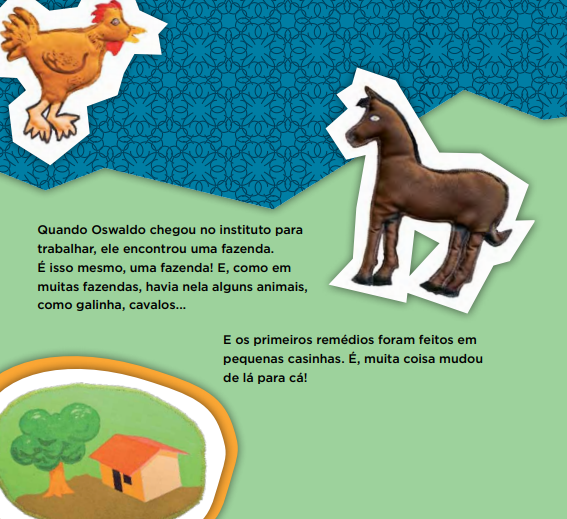 Quando Oswaldo chegou no instituto para
trabalhar, ele encontrou uma fazenda.
É isso mesmo, uma fazenda! E, como em
muitas fazendas, havia nela alguns animais,
como galinha, cavalos...
E os primeiros remédios foram feitos em
pequenas casinhas. É, muita coisa mudou
de lá para cá!